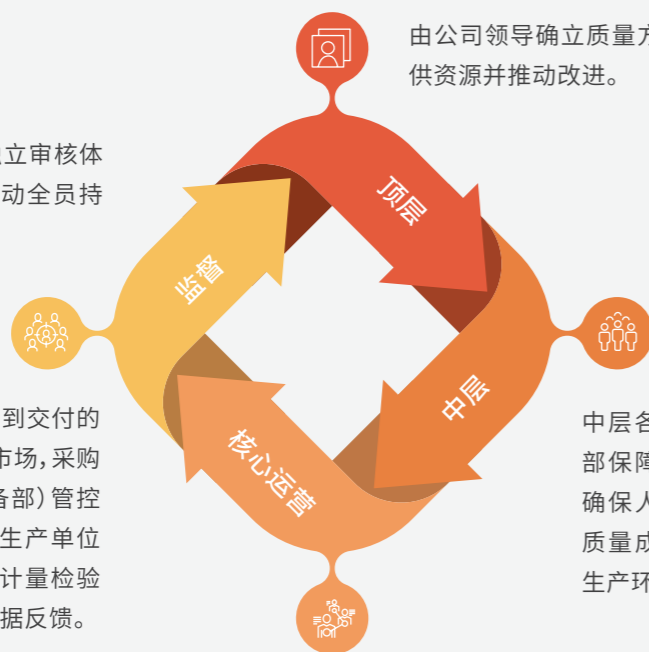 由公司领导确立质量方
供资源并推动改进。
立审核体
动全员持
顶层
监督
中层
核心运营
到交付的
市场，采购
备部）管控
生产单位
计量检验
据反馈。
中层各
部保障
确保人
质量成
生产环